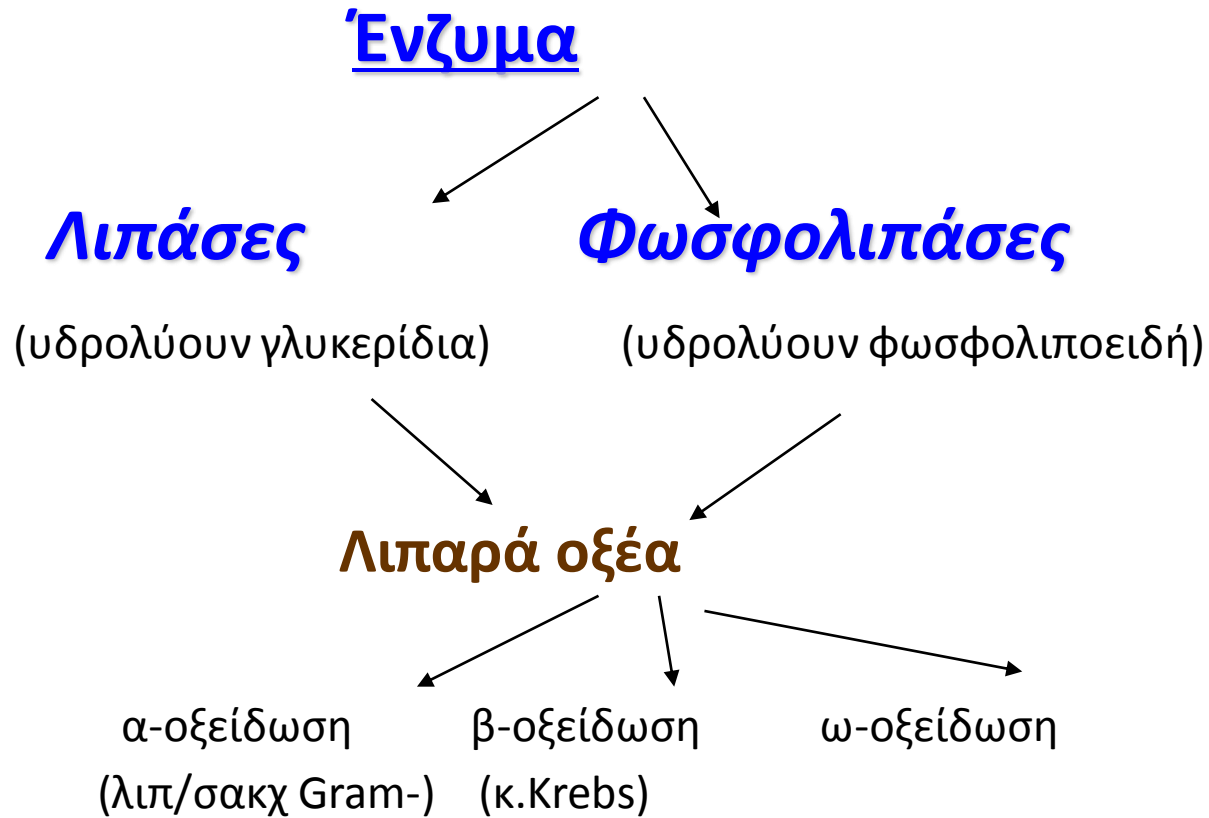 Ένζυμα
Λιπάσες Φωσφολιπάσες
(υδρολύουν γλυκερίδια) (υδρολύουν φωσφολιποειδή)
Λιπαρά οξέα
α-οξείδωση β-οξείδωση ω-οξείδωση
(λιπ/σακχ Gram-) (κ.Krebs)